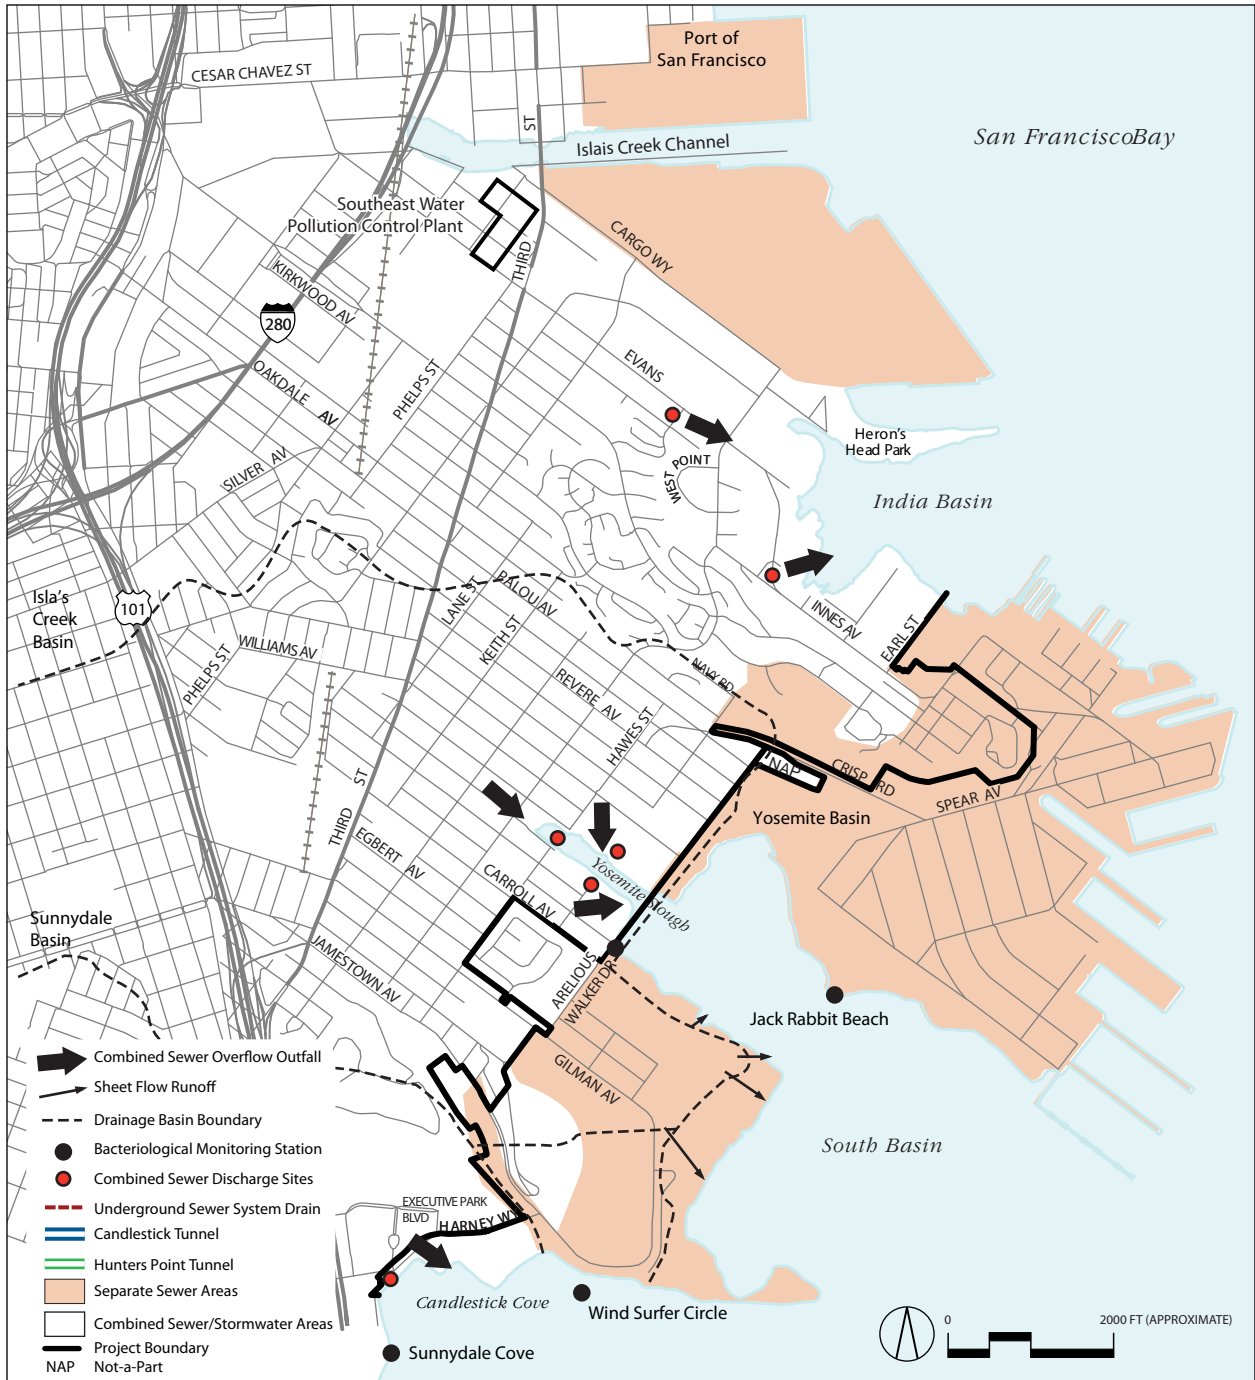 Port of
San Francisco
CESAR CHAVEZ ST
ST
Islais Creek Channel
San FranciscoBay
Southeast Water
Pollution Control Plant
CARGO WY
THIRD
KIRKWOOD AV
280
EVANS
PHELPS ST
OAKDALE AV
Heron's
Head Park
WEST POINT
SILVER AV
India Basin
Isla's
Creek
Basin
101
LANE ST
PALOU AV
KEITH ST
INNES AV
EARL ST
WILLIAMS AV
PHELPS ST
NAVY RD
REVERE AV
HAWES ST
NAP
CRISP RD
SPEAR AV
THIRD ST
Yosemite Basin
EGBERT AV
Yosemite Slough
CARROLL AV
Sunnydale
Basin
JAMESTOWN AV
ARELIOUS
WALKER DR
Jack Rabbit Beach
GILMAN AV
South Basin
EXECUTIVE PARK
BLVD
HARNEY WY
Candlestick Cove
Wind Surfer Circle
Sunnydale Cove
Combined Sewer Overflow Outfall
Sheet Flow Runoff
Drainage Basin Boundary
Bacteriological Monitoring Station
Combined Sewer Discharge Sites
Underground Sewer System Drain
Candlestick Tunnel
Hunters Point Tunnel
Separate Sewer Areas
Combined Sewer/Stormwater Areas
Project Boundary
NAP Not-a-Part
0 2000 FT (APPROXIMATE)